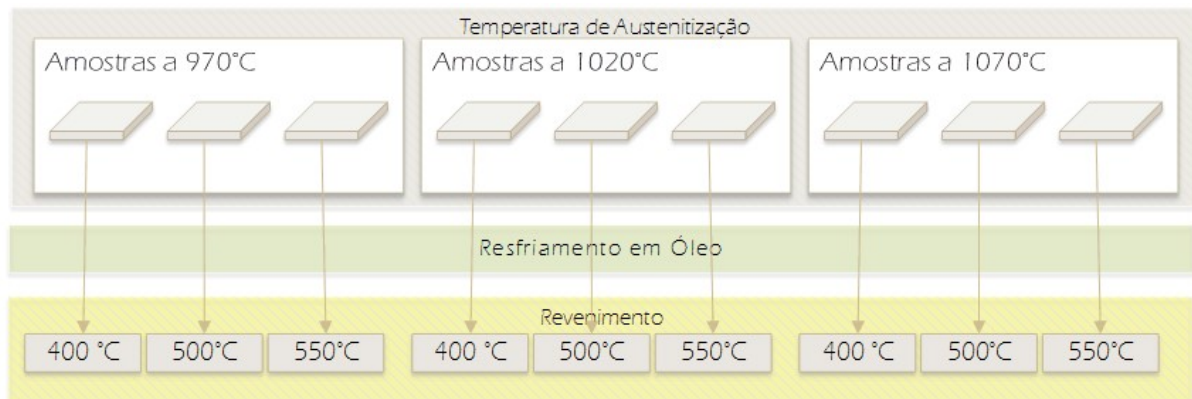 Temperatura de Austenitização
Amostras a 970°C
Amostras a 1020°C
Amostras a 1070°C
Resfriamento em Óleo
Revenimento
400 °C 500°C 550°C 400 °C 500°C 550°C 400 °C 500°C 550°C